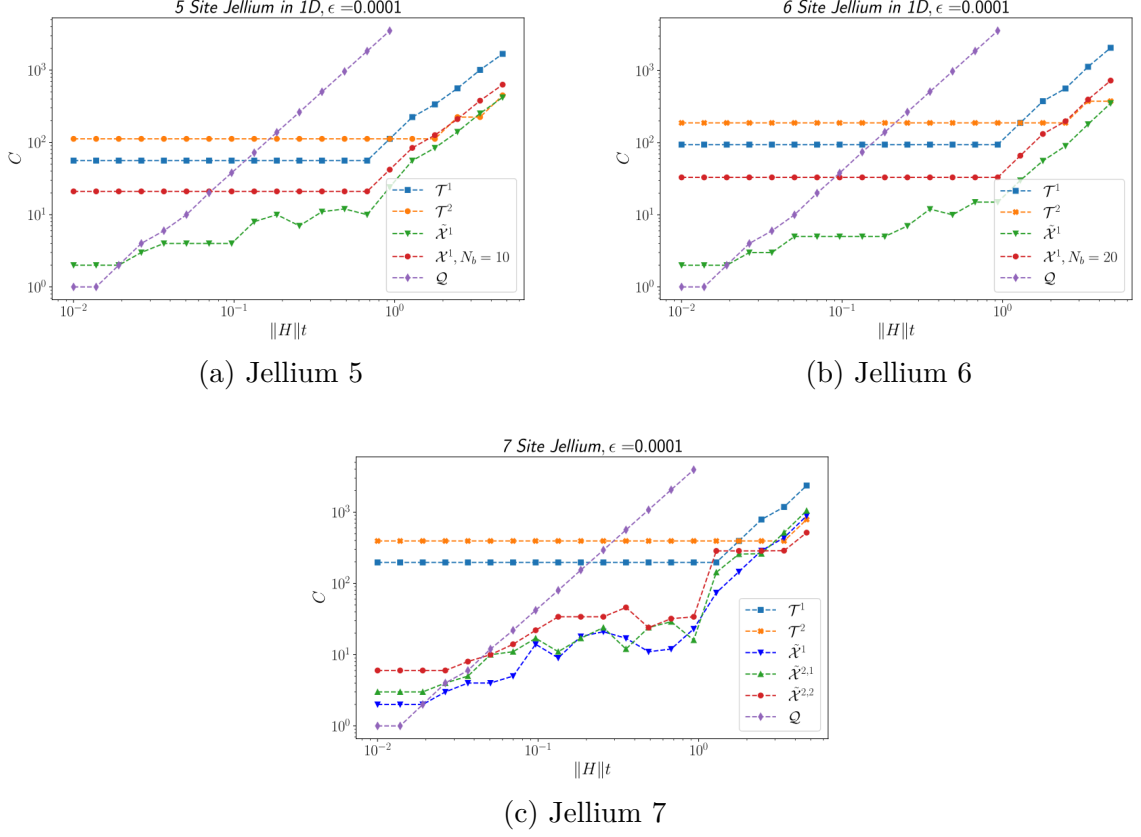 5 Site Jellium in 1D, ϵ =0.0001
C
10³
10²
10¹
10⁰
10⁻²
10⁻¹
10⁰
‖H‖t
𝒯¹
𝒯²
𝒳̃¹
𝒳¹, N_b = 10
𝒬
(a) Jellium 5
6 Site Jellium in 1D, ϵ =0.0001
C
10³
10²
10¹
10⁰
10⁻²
10⁻¹
10⁰
‖H‖t
𝒯¹
𝒯²
𝒳̃¹
𝒳¹, N_b = 20
𝒬
(b) Jellium 6
7 Site Jellium, ϵ =0.0001
C
10³
10²
10¹
10⁰
10⁻²
10⁻¹
10⁰
‖H‖t
𝒯¹
𝒯²
𝒳̃¹
𝒳̃²,¹
𝒳̃²,²
𝒬
(c) Jellium 7